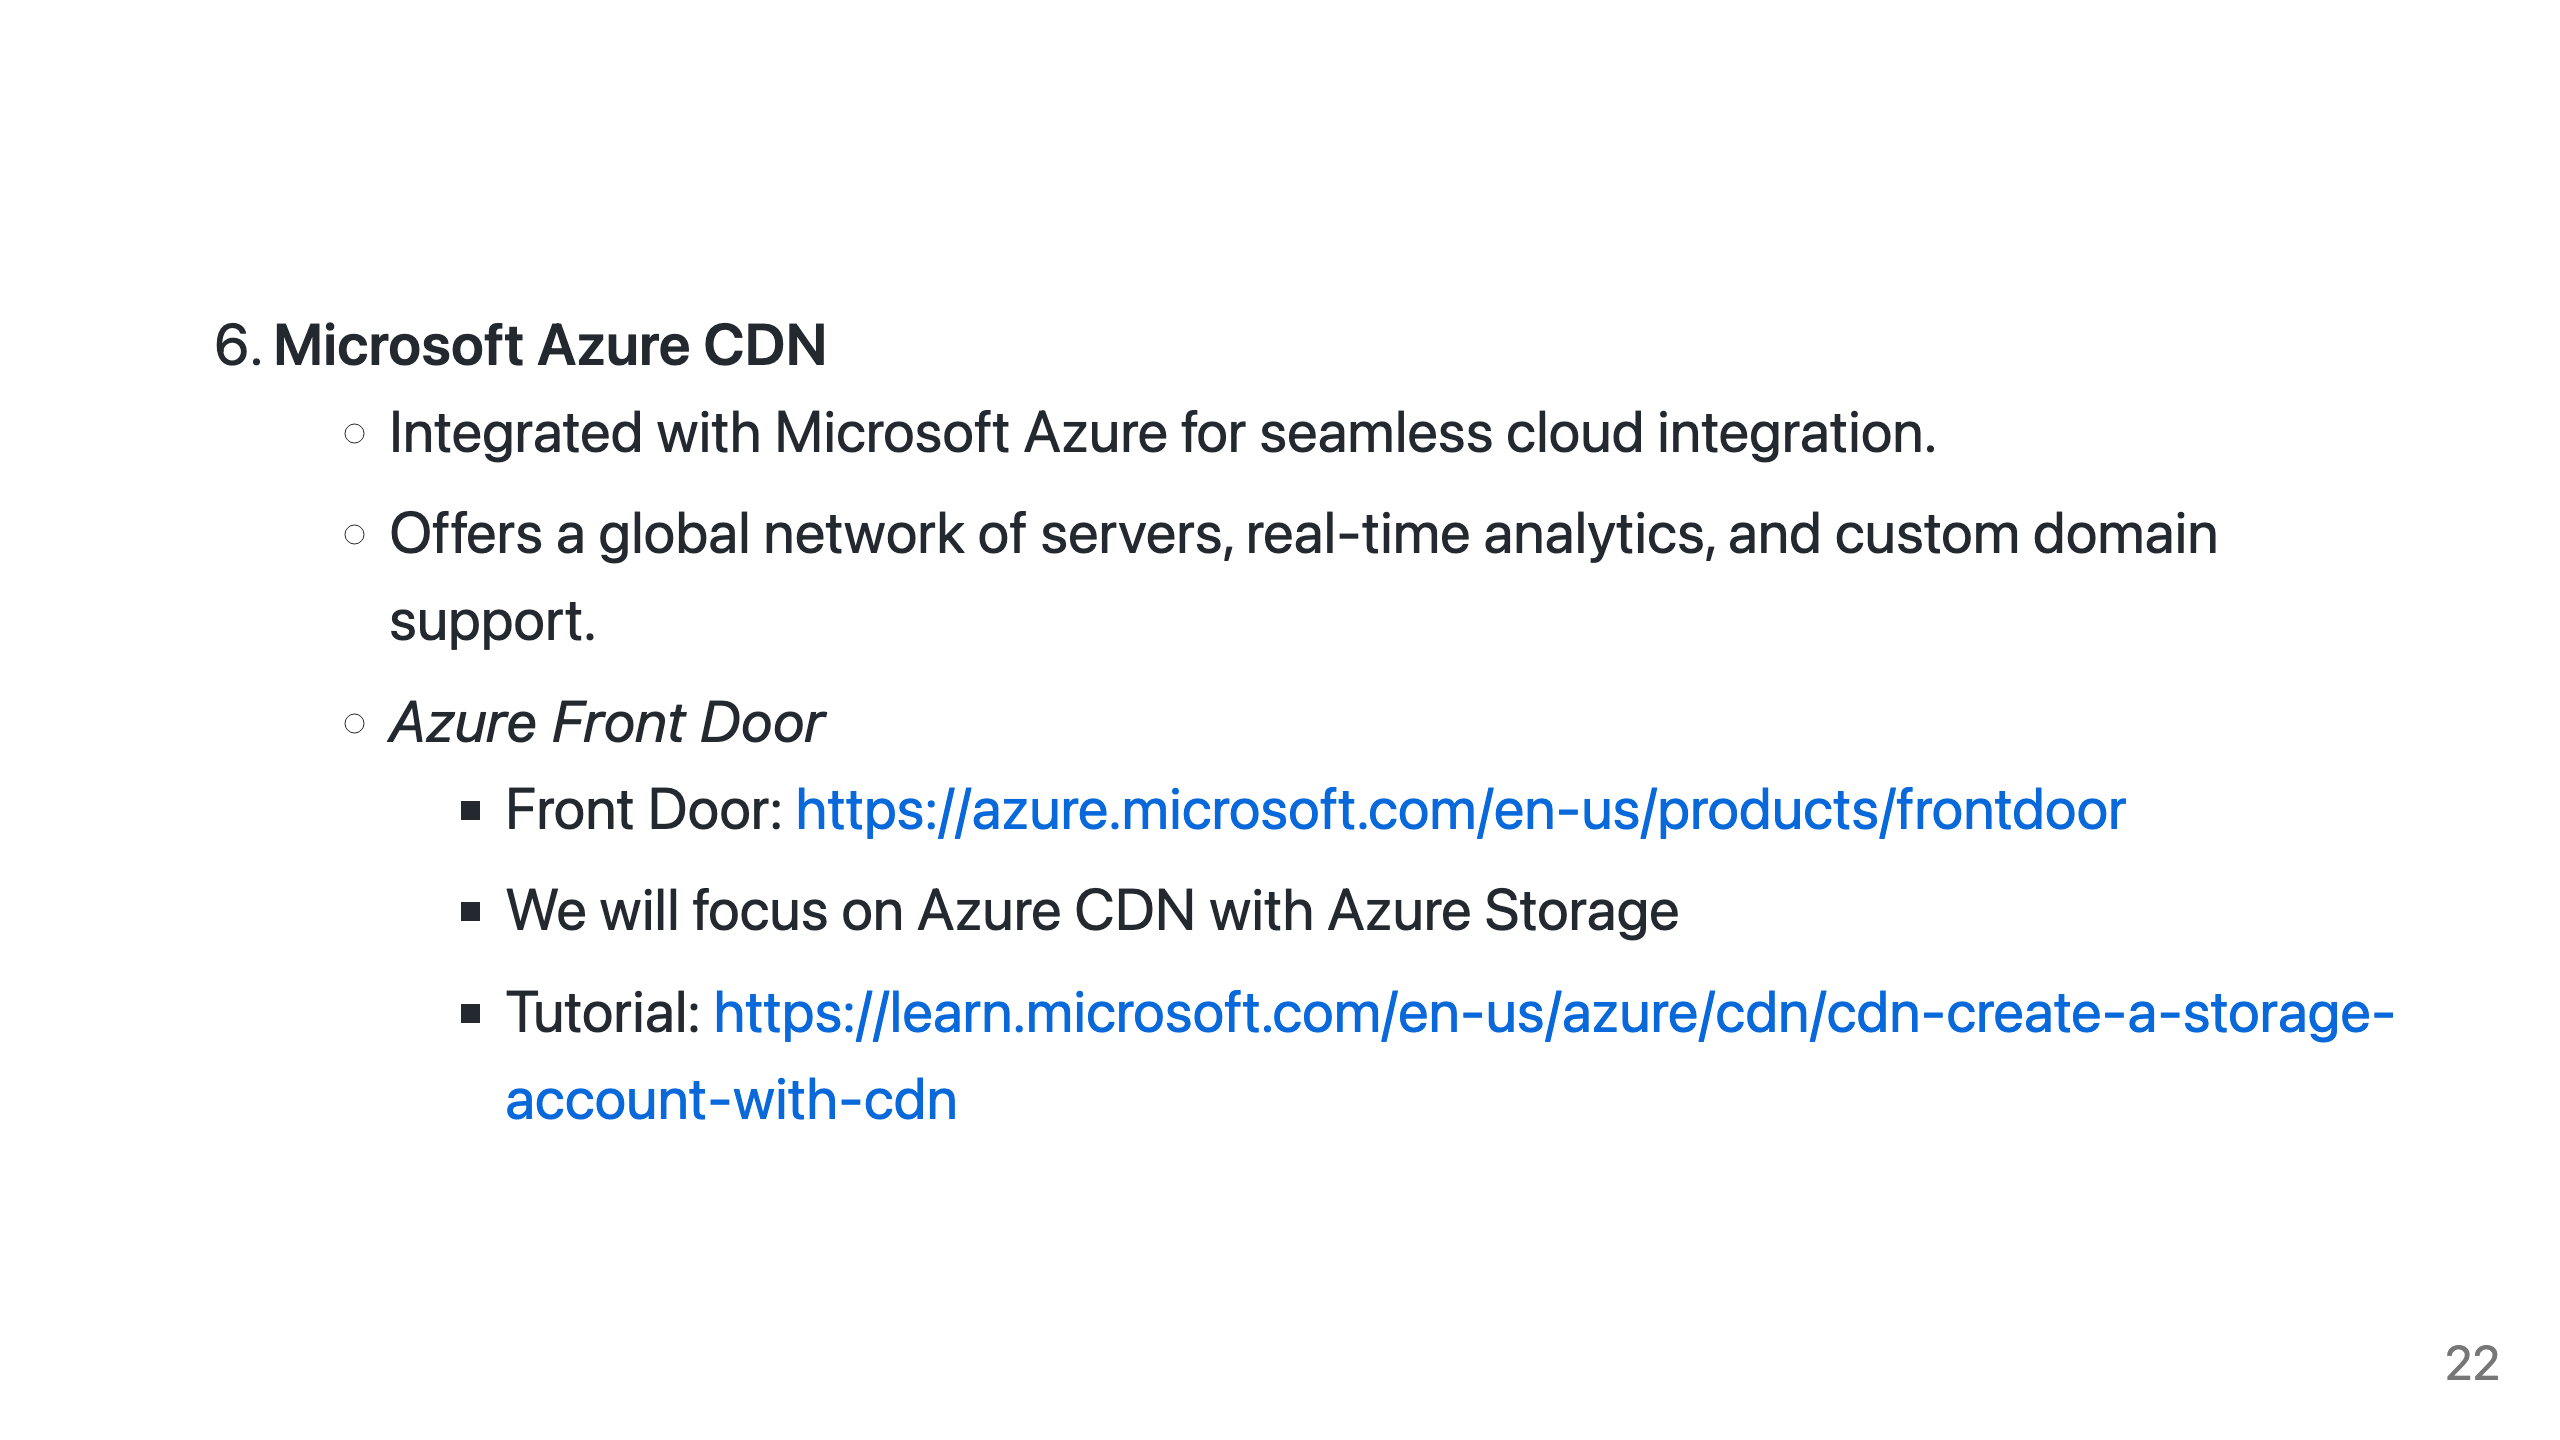 6. Microsoft Azure CDN
○ Integrated with Microsoft Azure for seamless cloud integration.
○ Offers a global network of servers, real-time analytics, and custom domain
support.
○ Azure Front Door
■ Front Door: https://azure.microsoft.com/en-us/products/frontdoor
■ We will focus on Azure CDN with Azure Storage
■ Tutorial: https://learn.microsoft.com/en-us/azure/cdn/cdn-create-a-storage-
account-with-cdn
22